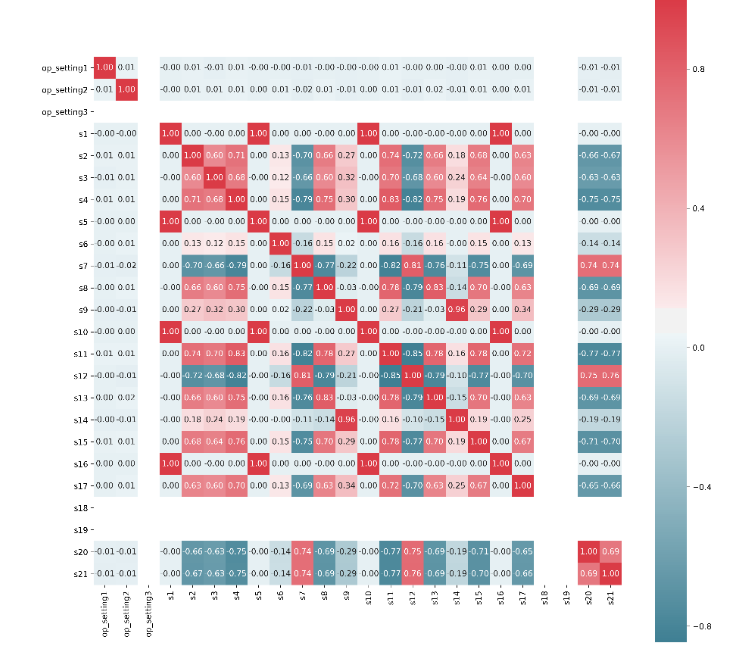 op_setting1 1.00 0.01 -0.00 0.01 -0.01 0.01 -0.00 -0.00 -0.01 -0.00 -0.00 -0.00 0.01 -0.00 0.00 -0.00 0.01 0.00 0.00 -0.01 -0.01
op_setting2 0.01 1.00 -0.00 0.01 0.01 0.01 0.00 0.01 -0.02 0.01 -0.01 0.00 0.01 -0.01 0.02 -0.01 0.01 0.00 0.01 -0.01 -0.01
op_setting3
s1 -0.00 -0.00 1.00 0.00 -0.00 0.00 1.00 0.00 0.00 -0.00 0.00 1.00 0.00 -0.00 -0.00 -0.00 0.00 1.00 0.00 -0.00 -0.00
s2 0.01 0.01 0.00 1.00 0.60 0.71 0.00 0.13 -0.70 0.66 0.27 0.00 0.74 -0.72 0.66 0.18 0.68 0.00 0.63 -0.66 -0.67
s3 -0.01 0.01 -0.00 0.60 1.00 0.68 -0.00 0.12 -0.66 0.60 0.32 -0.00 0.70 -0.68 0.60 0.24 0.64 -0.00 0.60 -0.63 -0.63
s4 0.01 0.01 0.00 0.71 0.68 1.00 0.00 0.15 -0.79 0.75 0.30 0.00 0.83 -0.82 0.75 0.19 0.76 0.00 0.70 -0.75 -0.75
s5 -0.00 0.00 1.00 0.00 -0.00 0.00 1.00 0.00 0.00 -0.00 0.00 1.00 0.00 -0.00 -0.00 -0.00 0.00 1.00 0.00 -0.00 -0.00
s6 -0.00 0.01 0.00 0.13 0.12 0.15 0.00 1.00 -0.16 0.15 0.02 0.00 0.16 -0.16 0.16 -0.00 0.15 0.00 0.13 -0.14 -0.14
s7 -0.01 -0.02 0.00 -0.70 -0.66 -0.79 0.00 -0.16 1.00 -0.77 -0.22 0.00 -0.82 0.81 -0.76 -0.11 -0.75 0.00 -0.69 0.74 0.74
s8 -0.00 0.01 -0.00 0.66 0.60 0.75 -0.00 0.15 -0.77 1.00 -0.03 -0.00 0.78 -0.79 0.83 -0.14 0.70 -0.00 0.63 -0.69 -0.69
s9 -0.00 -0.01 0.00 0.27 0.32 0.30 0.00 0.02 -0.22 -0.03 1.00 0.00 0.27 -0.21 -0.03 0.96 0.29 0.00 0.34 -0.29 -0.29
s10 -0.00 0.00 1.00 0.00 -0.00 0.00 1.00 0.00 0.00 -0.00 0.00 1.00 0.00 -0.00 -0.00 -0.00 0.00 1.00 0.00 -0.00 -0.00
s11 0.01 0.01 0.00 0.74 0.70 0.83 0.00 0.16 -0.82 0.78 0.27 0.00 1.00 -0.85 0.78 0.16 0.78 0.00 0.72 -0.77 -0.77
s12 -0.00 -0.01 -0.00 -0.72 -0.68 -0.82 -0.00 -0.16 0.81 -0.79 -0.21 -0.00 -0.85 1.00 -0.79 -0.10 -0.77 -0.00 -0.70 0.75 0.76
s13 0.00 0.02 -0.00 0.66 0.60 0.75 -0.00 0.16 -0.76 0.83 -0.03 -0.00 0.78 -0.79 1.00 -0.15 0.70 -0.00 0.63 -0.69 -0.69
s14 -0.00 -0.01 -0.00 0.18 0.24 0.19 -0.00 -0.00 -0.11 -0.14 0.96 -0.00 0.16 -0.10 -0.15 1.00 0.19 -0.00 0.25 -0.19 -0.19
s15 0.01 0.01 0.00 0.68 0.64 0.76 0.00 0.15 -0.75 0.70 0.29 0.00 0.78 -0.77 0.70 0.19 1.00 0.00 0.67 -0.71 -0.70
s16 0.00 0.00 1.00 0.00 -0.00 0.00 1.00 0.00 0.00 -0.00 0.00 1.00 0.00 -0.00 -0.00 -0.00 0.00 1.00 0.00 -0.00 -0.00
s17 0.00 0.01 0.00 0.63 0.60 0.70 0.00 0.13 -0.69 0.63 0.34 0.00 0.72 -0.70 0.63 0.25 0.67 0.00 1.00 -0.65 -0.66
s18
s19
s20 -0.01 -0.01 -0.00 -0.66 -0.63 -0.75 -0.00 -0.14 0.74 -0.69 -0.29 -0.00 -0.77 0.75 -0.69 -0.19 -0.71 -0.00 -0.65 1.00 0.69
s21 -0.01 -0.01 -0.00 -0.67 -0.63 -0.75 -0.00 -0.14 0.74 -0.69 -0.29 -0.00 -0.77 0.76 -0.69 -0.19 -0.70 -0.00 -0.66 0.69 1.00
op_setting1 op_setting2 op_setting3 s1 s2 s3 s4 s5 s6 s7 s8 s9 s10 s11 s12 s13 s14 s15 s16 s17 s18 s19 s20 s21
0.8
0.4
0.0
−0.4
−0.8